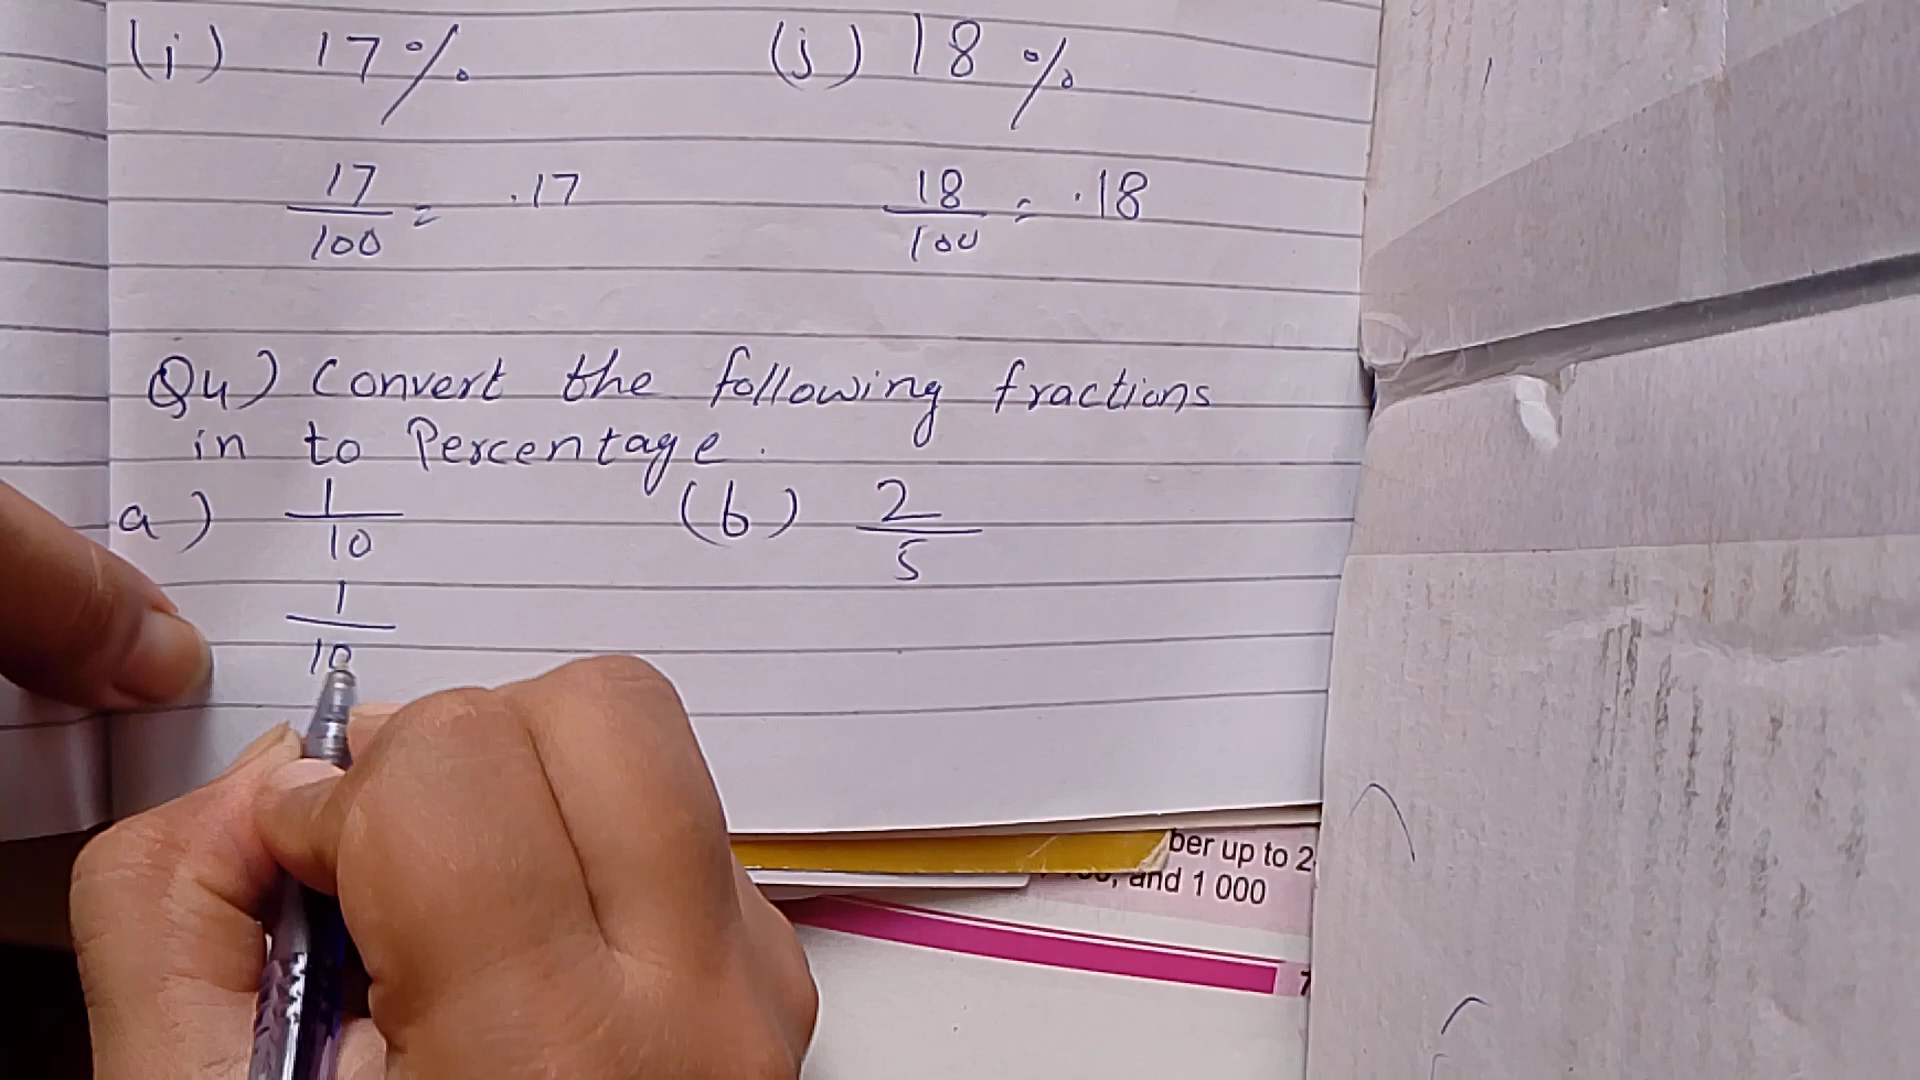 (i) 17% (j) 18%
17/100 = .17 18/100 = .18
Q4) Convert the following fractions
in to Percentage.
a) 1/10 (b) 2/5
1/10
ber up to 2
, and 1 000
7